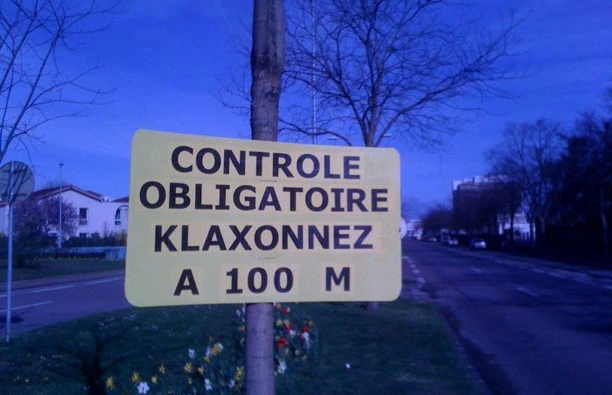 CONTROLE
OBLIGATOIRE
KLAXONNEZ
A 100 M